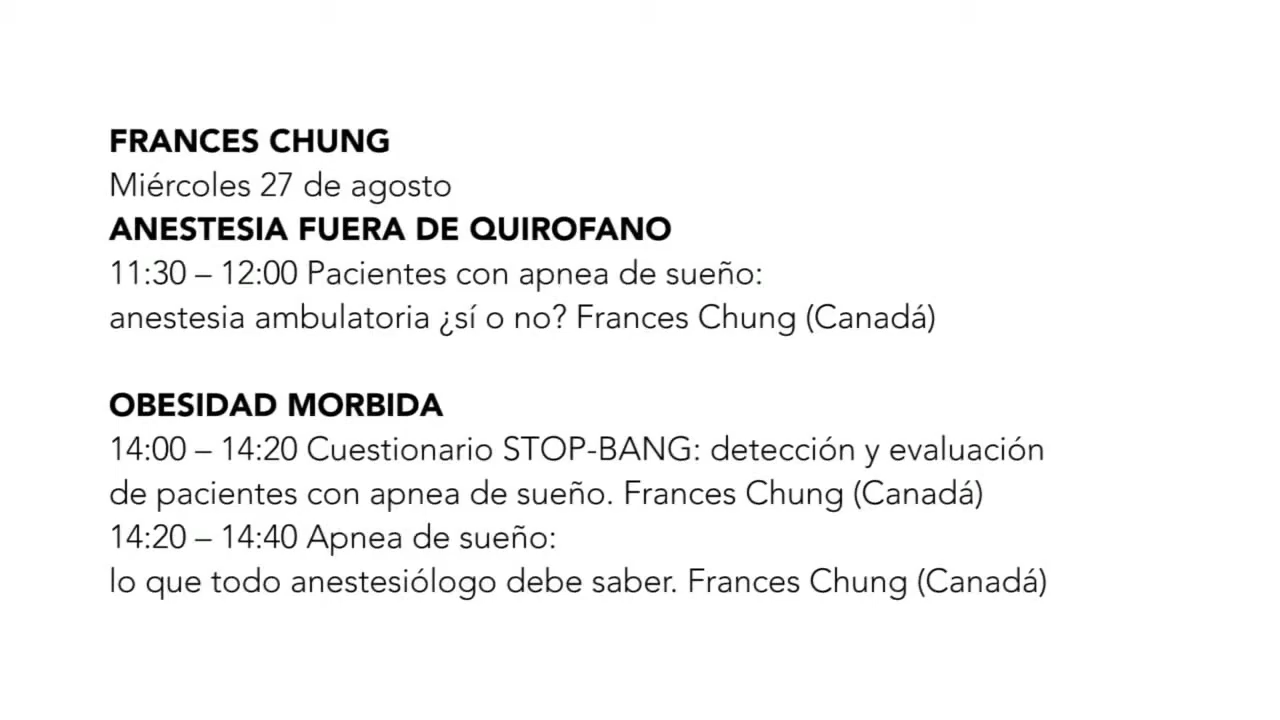 FRANCES CHUNG
Miércoles 27 de agosto
ANESTESIA FUERA DE QUIROFANO
11:30 – 12:00 Pacientes con apnea de sueño:
anestesia ambulatoria ¿sí o no? Frances Chung (Canadá)
OBESIDAD MORBIDA
14:00 – 14:20 Cuestionario STOP-BANG: detección y evaluación
de pacientes con apnea de sueño. Frances Chung (Canadá)
14:20 – 14:40 Apnea de sueño:
lo que todo anestesiólogo debe saber. Frances Chung (Canadá)